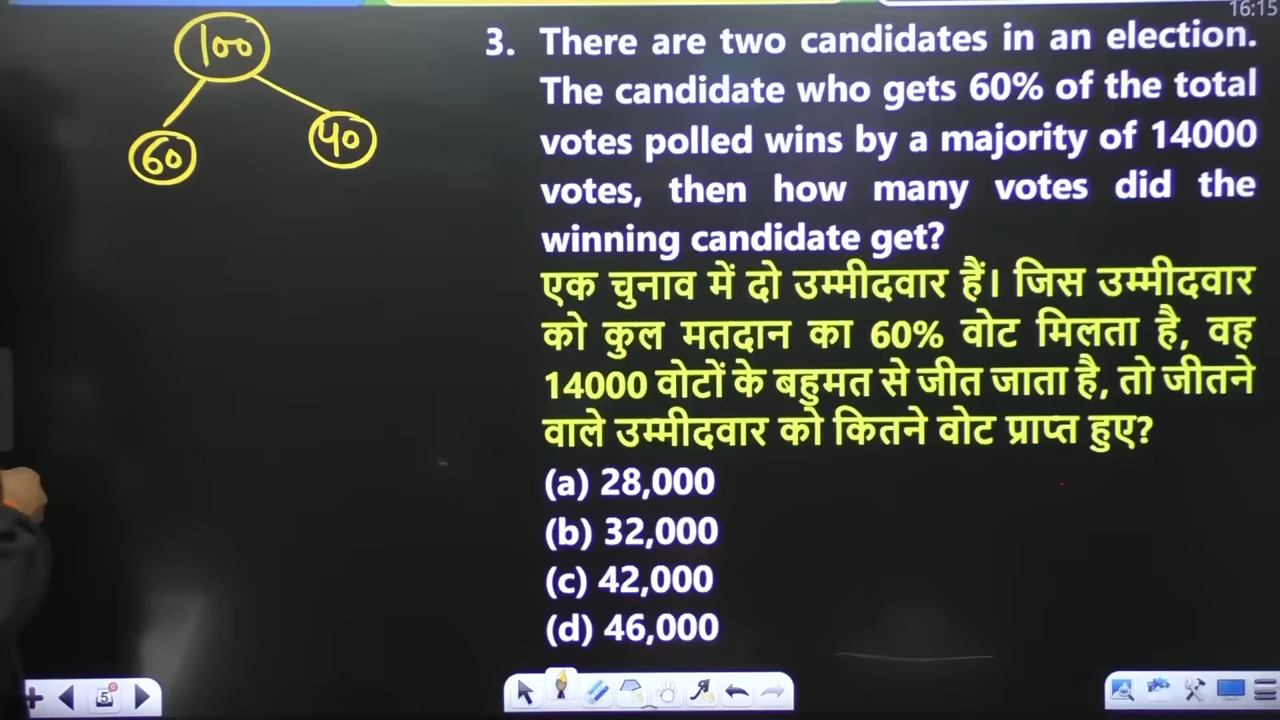 16:15
100
60
40
3. There are two candidates in an election.
The candidate who gets 60% of the total
votes polled wins by a majority of 14000
votes, then how many votes did the
winning candidate get?
एक चुनाव में दो उम्मीदवार हैं। जिस उम्मीदवार
को कुल मतदान का 60% वोट मिलता है, वह
14000 वोटों के बहुमत से जीत जाता है, तो जीतने
वाले उम्मीदवार को कितने वोट प्राप्त हुए?
(a) 28,000
(b) 32,000
(c) 42,000
(d) 46,000
5